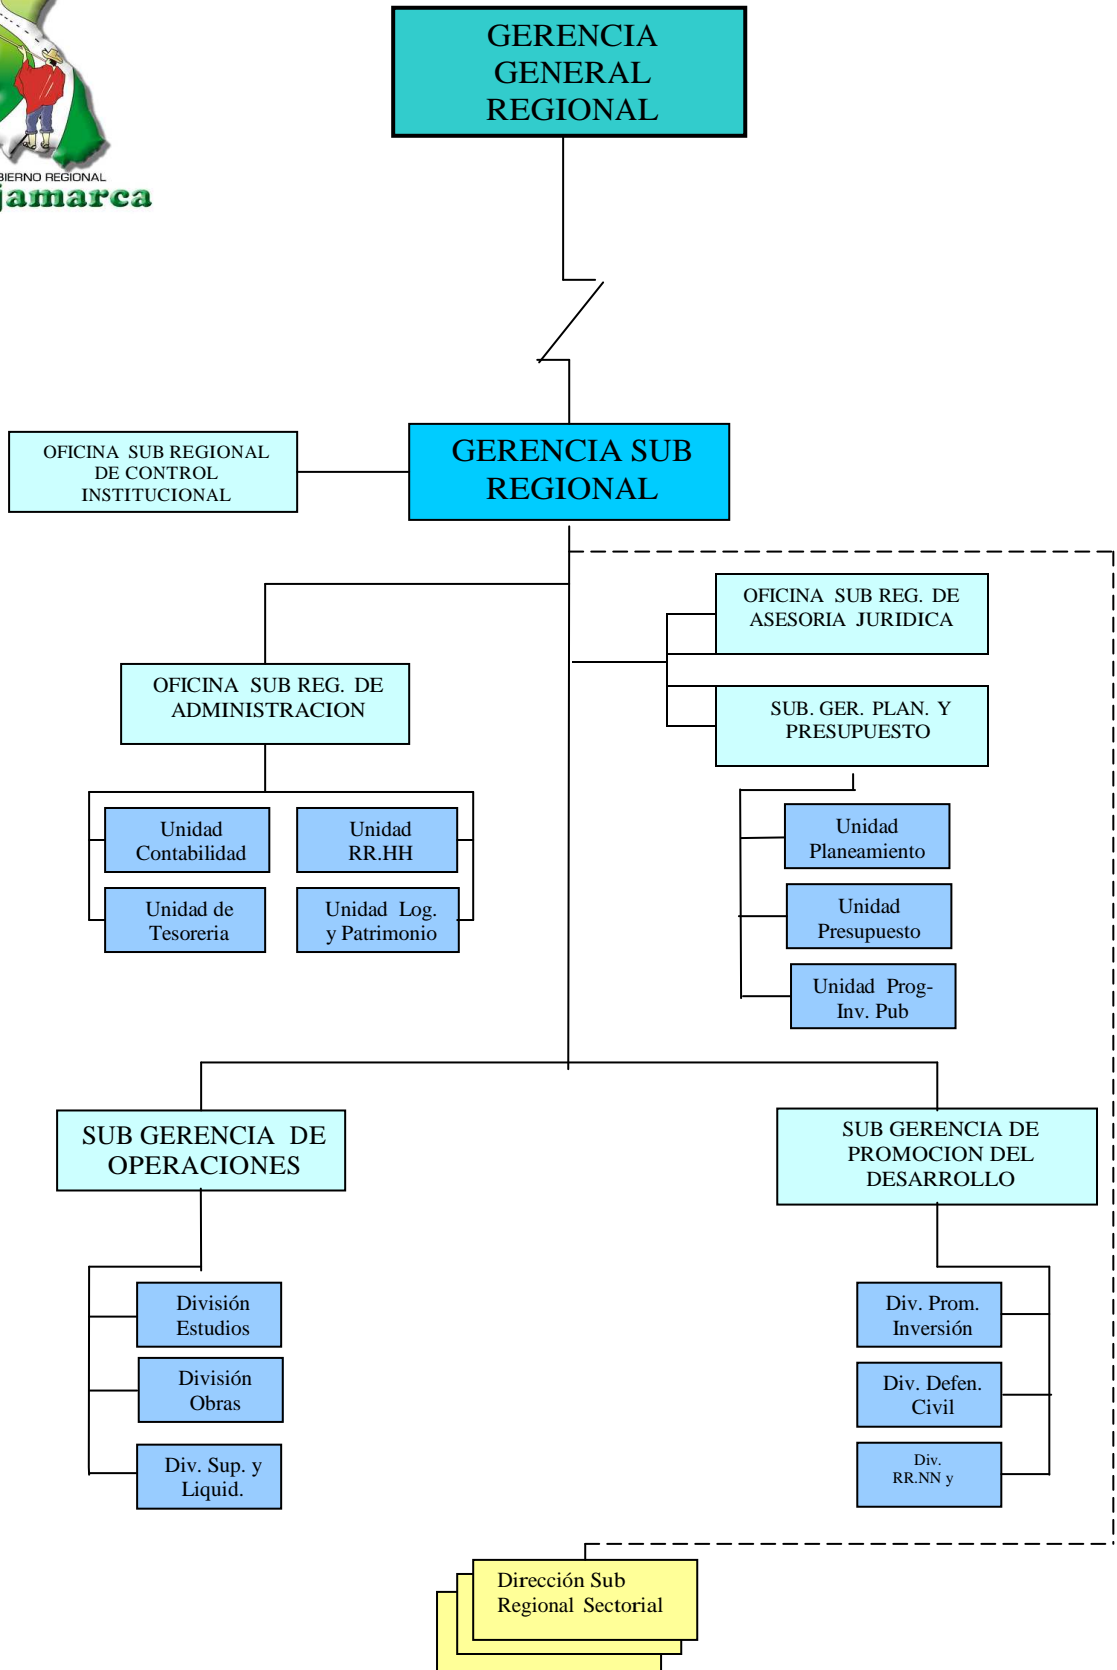 GERENCIA
GENERAL
REGIONAL
BIERNO REGIONAL
jamarca
OFICINA SUB REGIONAL
DE CONTROL
INSTITUCIONAL
GERENCIA SUB
REGIONAL
OFICINA SUB REG. DE
ASESORIA JURIDICA
OFICINA SUB REG. DE
ADMINISTRACION
SUB. GER. PLAN. Y
PRESUPUESTO
Unidad
Contabilidad
Unidad
RR.HH
Unidad de
Tesoreria
Unidad Log.
y Patrimonio
Unidad
Planeamiento
Unidad
Presupuesto
Unidad Prog-
Inv. Pub
SUB GERENCIA DE
OPERACIONES
SUB GERENCIA DE
PROMOCION DEL
DESARROLLO
División
Estudios
División
Obras
Div. Sup. y
Liquid.
Div. Prom.
Inversión
Div. Defen.
Civil
Div.
RR.NN y
Dirección Sub
Regional Sectorial